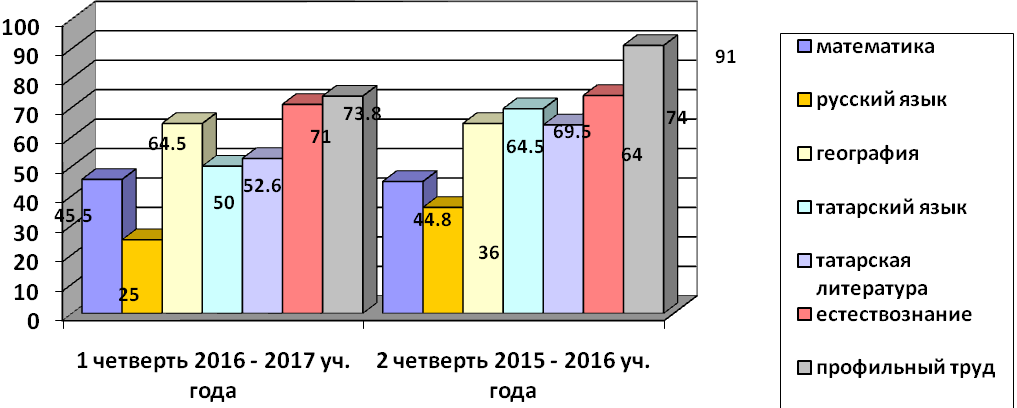 100
90
80
70
60
50
40
30
20
10
0
45.5
25
64.5
50
52.6
71
73.8
44.8
36
64.5
69.5
64
74
91
1 четверть 2016 - 2017 уч.
года
2 четверть 2015 - 2016 уч.
года
математика
русский язык
география
татарский язык
татарская
литература
естествознание
профильный труд